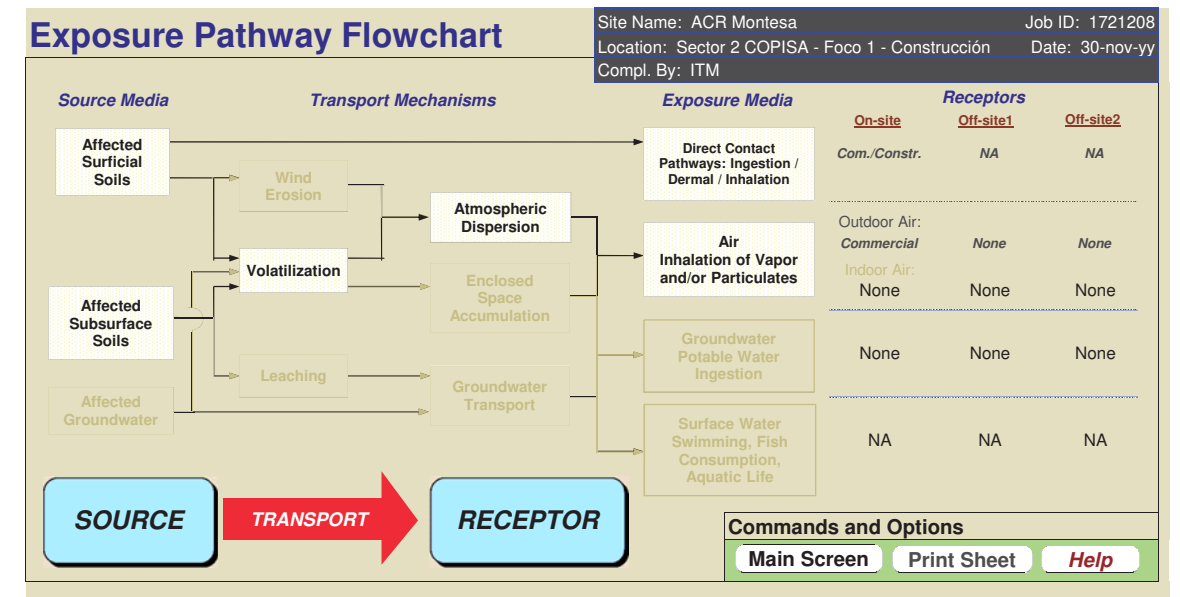 Exposure Pathway Flowchart
Site Name: ACR Montesa Job ID: 1721208
Location: Sector 2 COPISA - Foco 1 - Construcción Date: 30-nov-yy
Compl. By: ITM
Source Media
Transport Mechanisms
Exposure Media
Receptors
On-site Off-site1 Off-site2
Affected
Surficial
Soils
Wind
Erosion
Direct Contact
Pathways: Ingestion /
Dermal / Inhalation
Com./Constr. NA NA
Atmospheric
Dispersion
Volatilization
Air
Inhalation of Vapor
and/or Particulates
Outdoor Air:
Commercial None None
Indoor Air:
None None None
Enclosed
Space
Accumulation
Affected
Subsurface
Soils
Groundwater
Potable Water
Ingestion
None None None
Leaching
Groundwater
Transport
Affected
Groundwater
Surface Water
Swimming, Fish
Consumption,
Aquatic Life
NA NA NA
SOURCE
TRANSPORT
RECEPTOR
Commands and Options
Main Screen Print Sheet Help